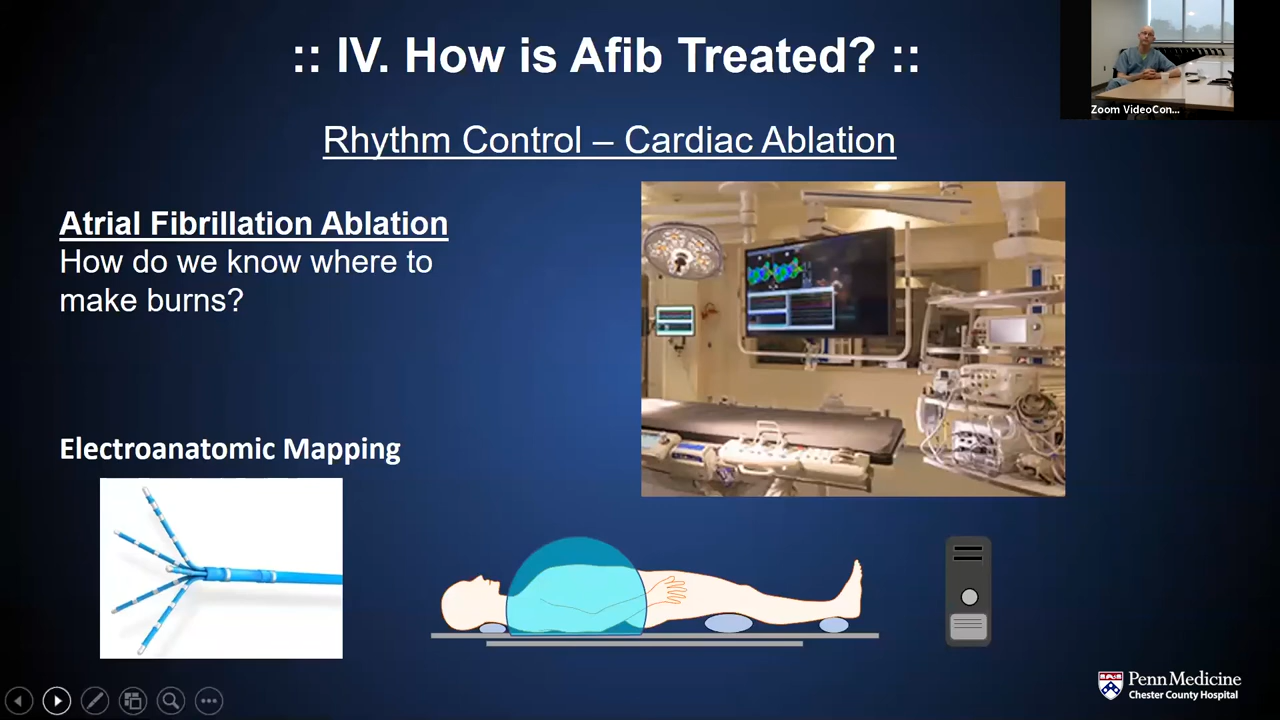 :: IV. How is Afib Treated? ::
Zoom VideoCon...
Rhythm Control – Cardiac Ablation
Atrial Fibrillation Ablation
How do we know where to
make burns?
Electroanatomic Mapping
Penn Medicine
Chester County Hospital